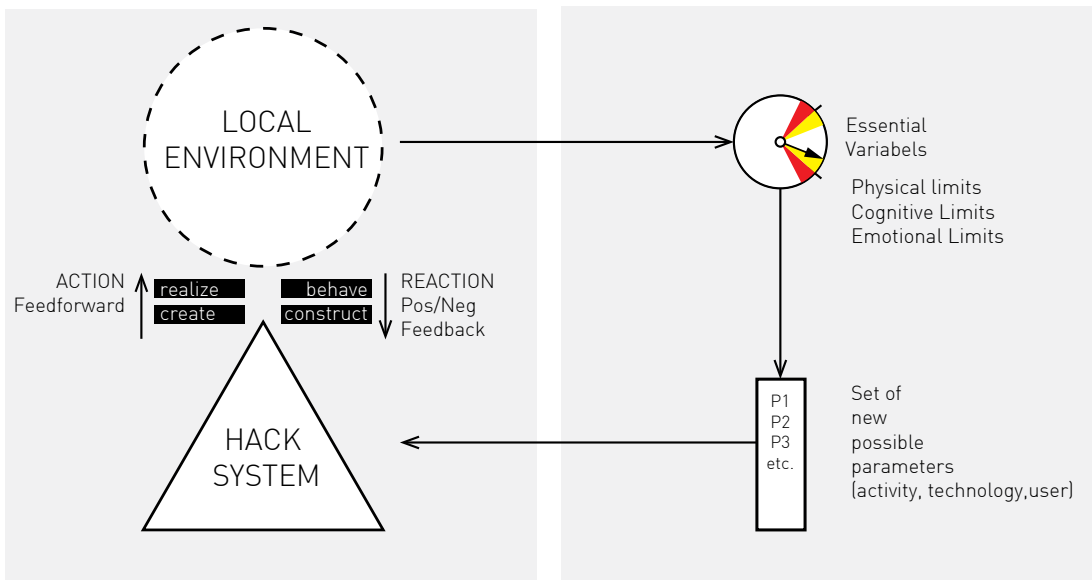 LOCAL
ENVIRONMENT
ACTION
Feedforward
realize
create
behave
construct
REACTION
Pos/Neg
Feedback
HACK
SYSTEM
Essential
Variabels
Physical limits
Cognitive Limits
Emotional Limits
P1
P2
P3
etc.
Set of
new
possible
parameters
(activity, technology,user)